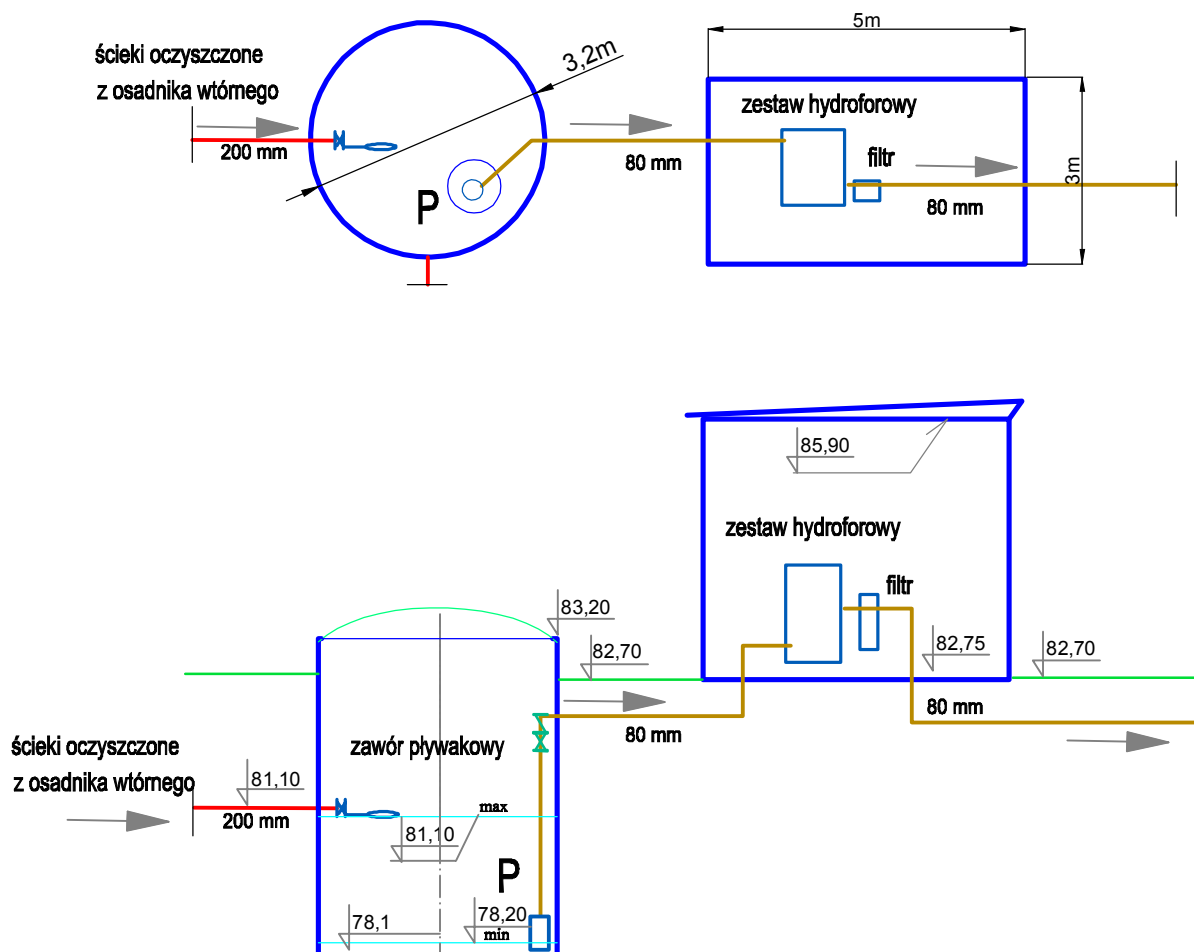 5m
ścieki oczyszczone
z osadnika wtórnego
3,2m
zestaw hydroforowy
200 mm
80 mm
filtr
3m
P
80 mm
85,90
zestaw hydroforowy
filtr
83,20
82,70
82,75
82,70
80 mm
80 mm
ścieki oczyszczone
z osadnika wtórnego
zawór pływakowy
81,10
max
200 mm
81,10
P
78,1
78,20
min